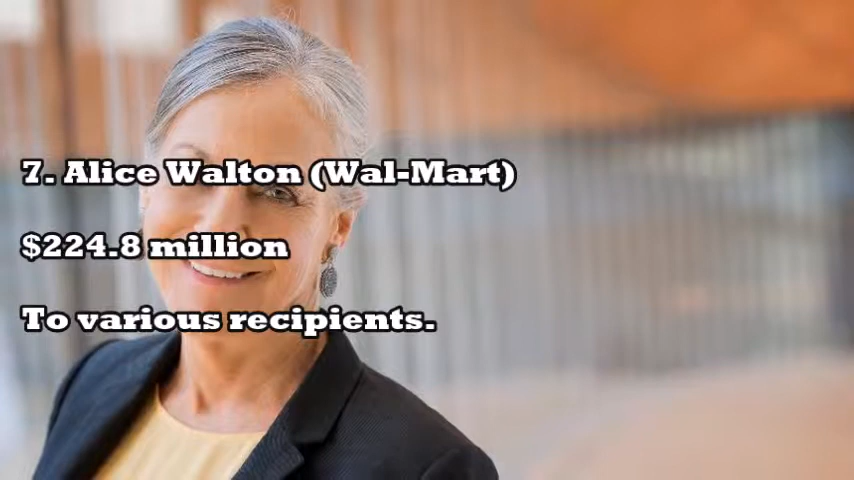 7. Alice Walton (Wal-Mart)
$224.8 million
To various recipients.